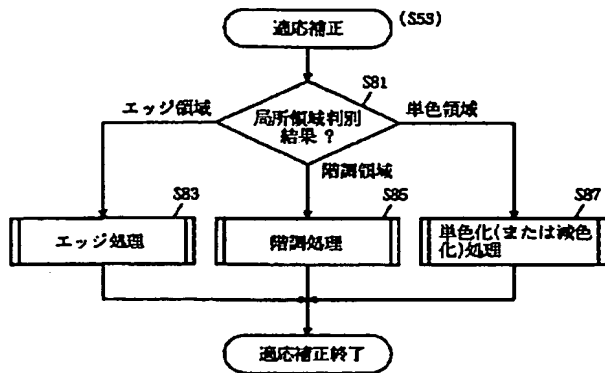 適応補正
(S53)
S81
エッジ領域
局所領域判別
結果 ?
単色領域
階調領域
S83
エッジ処理
S85
階調処理
S87
単色化(または減色
化)処理
適応補正終了